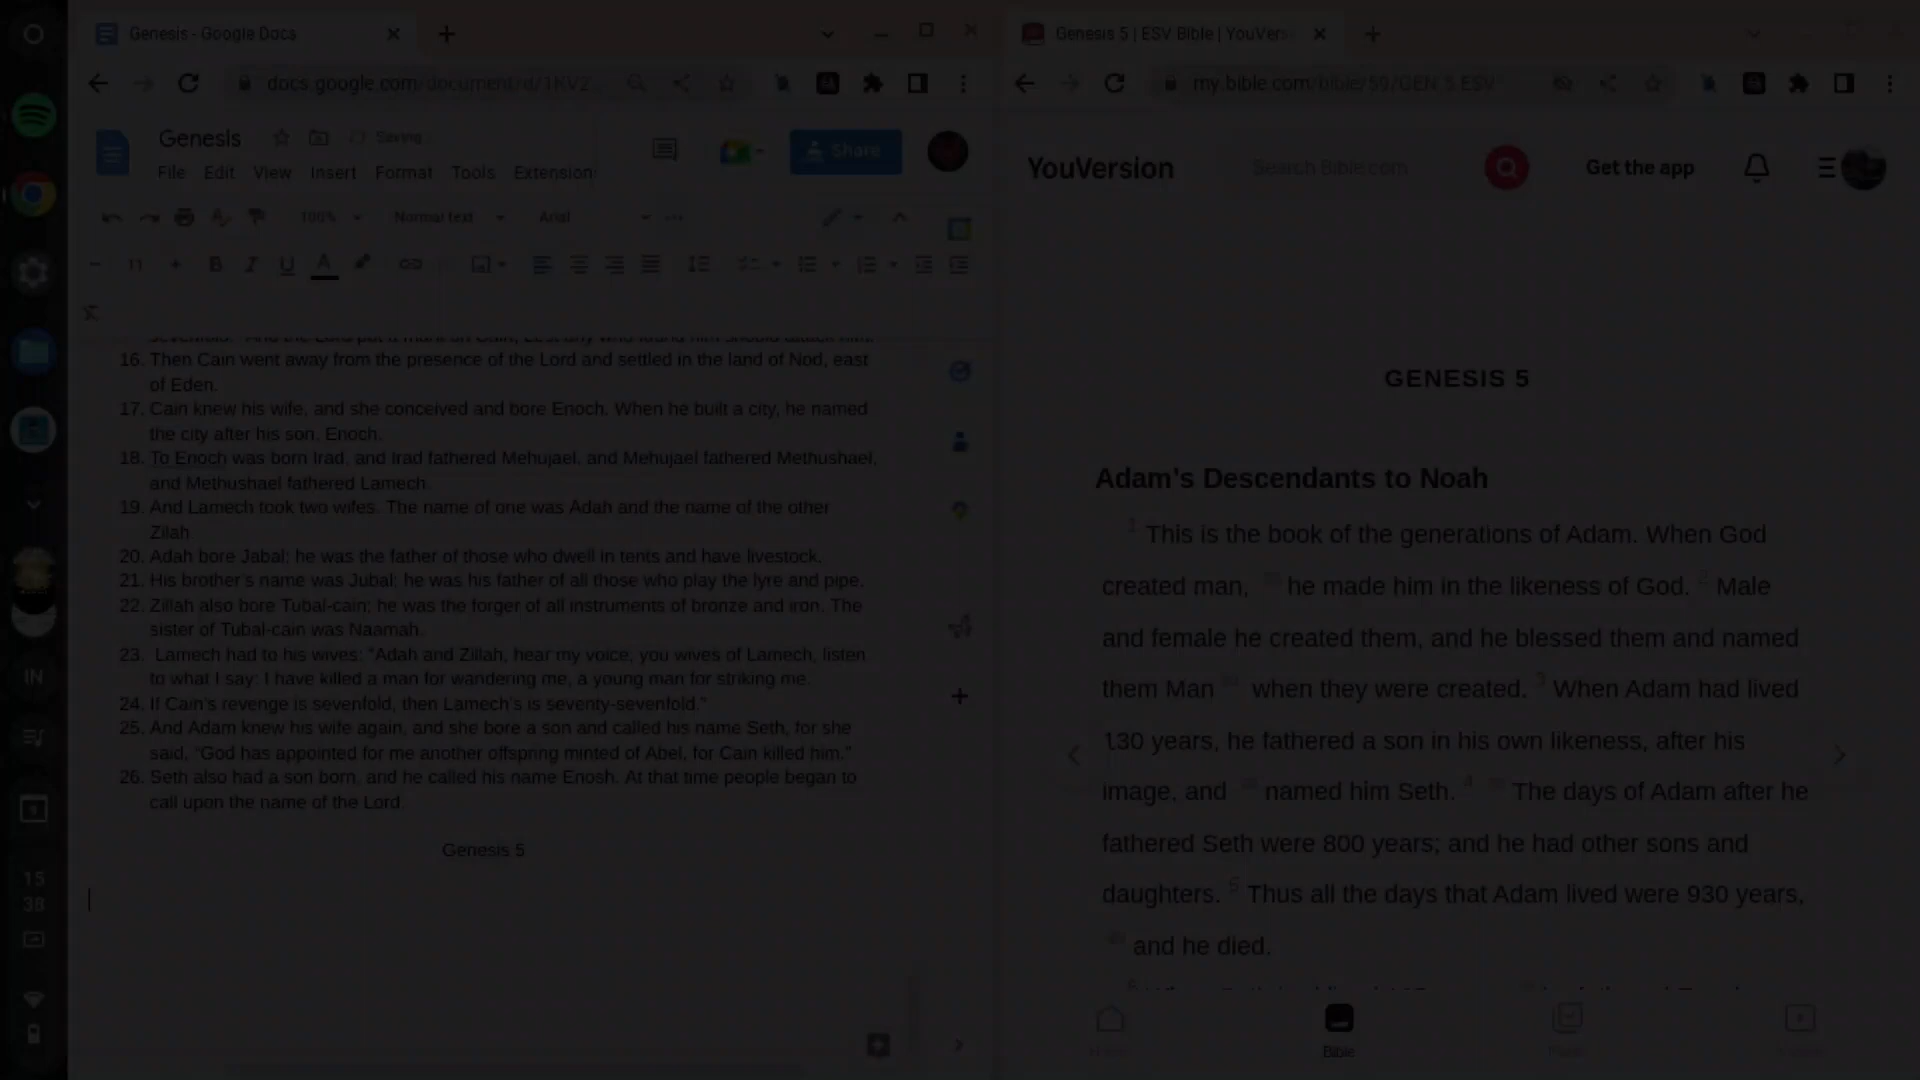 Genesis - Google Docs
docs.google.com/document/d/1KV2...
Genesis
Saving
File Edit View Insert Format Tools Extension
Share
100% Normal text Arial
11
16. Then Cain went away from the presence of the Lord and settled in the land of Nod, east
of Eden.
17. Cain knew his wife, and she conceived and bore Enoch. When he built a city, he named
the city after his son, Enoch.
18. To Enoch was born Irad, and Irad fathered Mehujael, and Mehujael fathered Methushael,
and Methushael fathered Lamech.
19. And Lamech took two wifes. The name of one was Adah and the name of the other
Zilah
20. Adah bore Jabal; he was the father of those who dwell in tents and have livestock.
21. His brother's name was Jubal; he was his father of all those who play the lyre and pipe.
22. Zillah also bore Tubal-cain; he was the forger of all instruments of bronze and iron. The
sister of Tubal-cain was Naamah.
23. Lamech had to his wives: "Adah and Zillah, hear my voice, you wives of Lamech, listen
to what I say: I have killed a man for wandering me, a young man for striking me.
24. If Cain's revenge is sevenfold, then Lamech's is seventy-sevenfold."
25. And Adam knew his wife again, and she bore a son and called his name Seth, for she
said, "God has appointed for me another offspring minted of Abel, for Cain killed him."
26. Seth also had a son born, and he called his name Enosh. At that time people began to
call upon the name of the Lord.
Genesis 5
IN
15
38
Genesis 5 | ESV Bible | YouVers
my.bible.com/bible/59/GEN.5.ESV
YouVersion
Search Bible.com
Get the app
GENESIS 5
Adam's Descendants to Noah
1 This is the book of the generations of Adam. When God
created man, he made him in the likeness of God. 2 Male
and female he created them, and he blessed them and named
them Man when they were created. 3 When Adam had lived
130 years, he fathered a son in his own likeness, after his
image, and named him Seth. 4 The days of Adam after he
fathered Seth were 800 years; and he had other sons and
daughters. 5 Thus all the days that Adam lived were 930 years,
and he died.
Bible